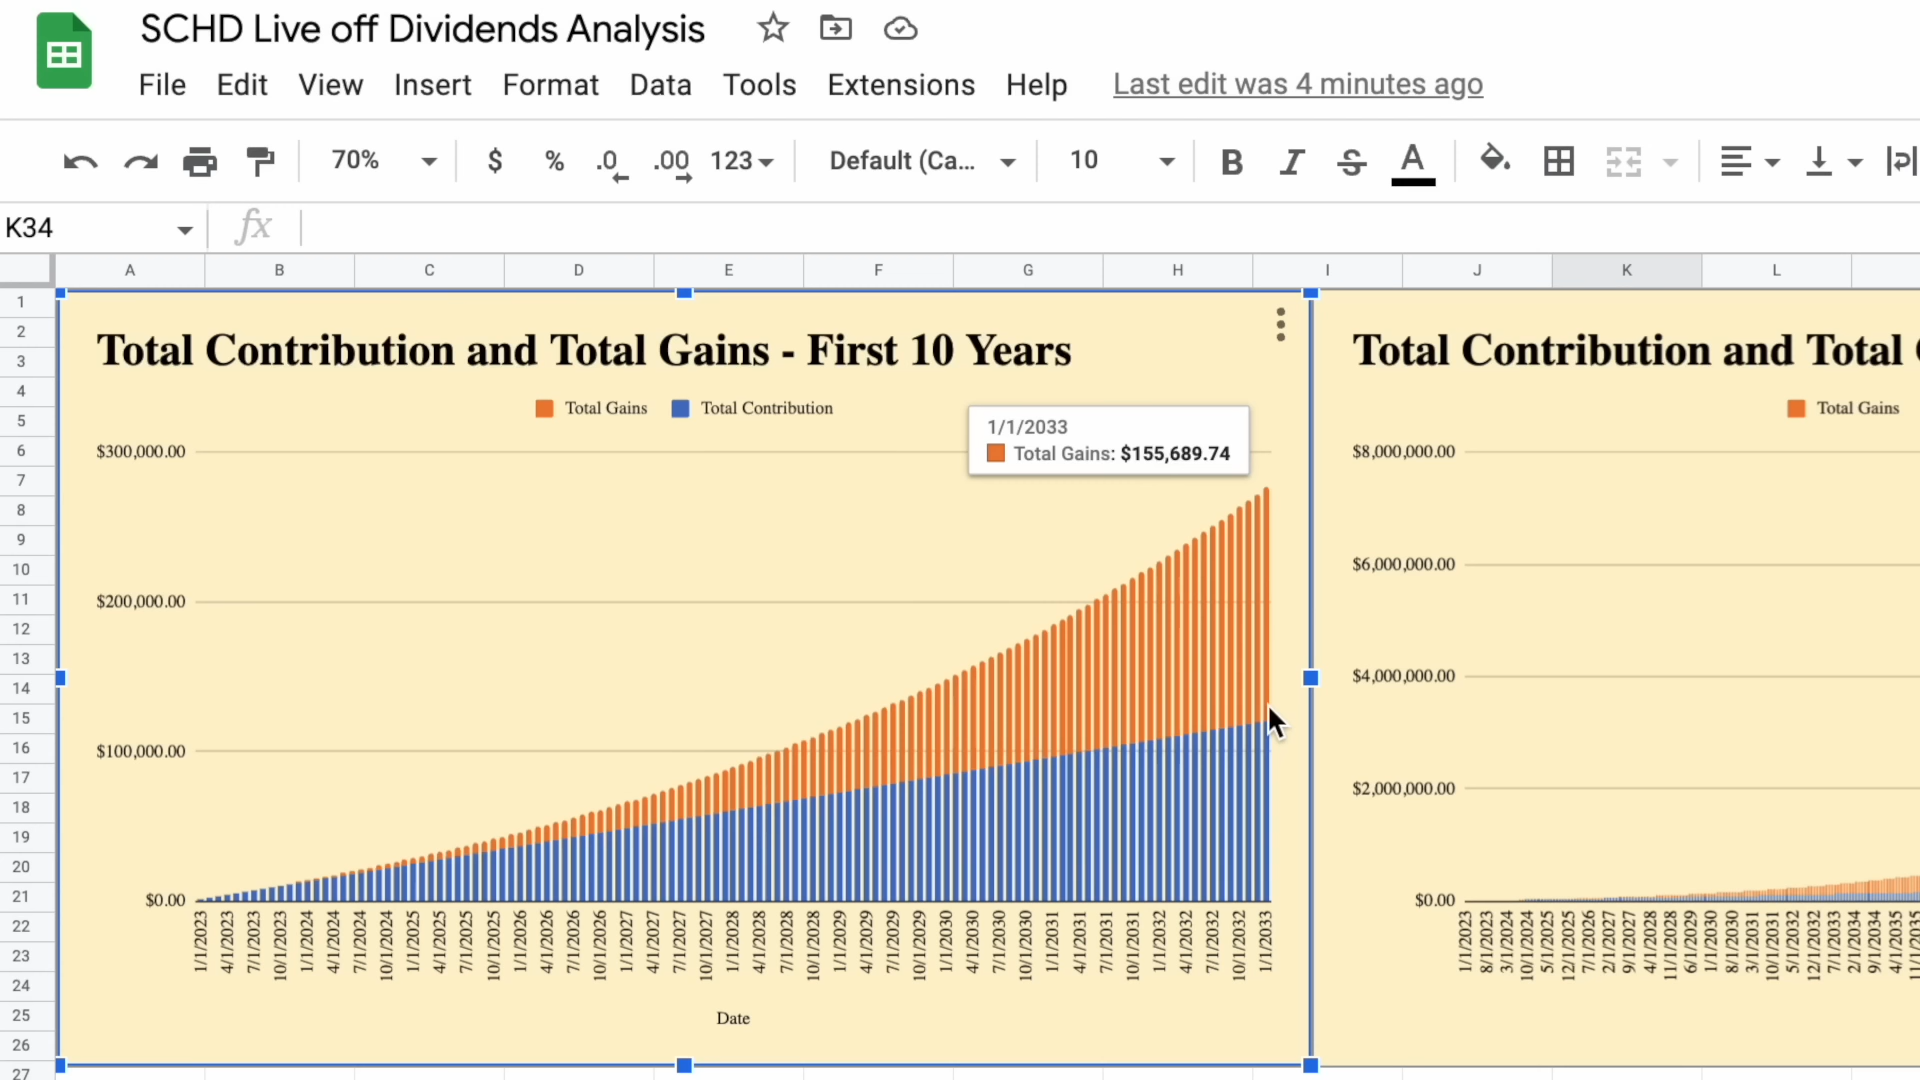 SCHD Live off Dividends Analysis
File Edit View Insert Format Data Tools Extensions Help Last edit was 4 minutes ago
70% $ % .0 .00 123 Default (Ca... 10 B I S A
K34 fx
A B C D E F G H I J K L
1
2
3
4
5
6
7
8
9
10
11
12
13
14
15
16
17
18
19
20
21
22
23
24
25
26
27
Total Contribution and Total Gains - First 10 Years
Total Gains Total Contribution
1/1/2033
Total Gains: $155,689.74
$300,000.00
$200,000.00
$100,000.00
$0.00
1/1/2023 4/1/2023 7/1/2023 10/1/2023 1/1/2024 4/1/2024 7/1/2024 10/1/2024 1/1/2025 4/1/2025 7/1/2025 10/1/2025 1/1/2026 4/1/2026 7/1/2026 10/1/2026 1/1/2027 4/1/2027 7/1/2027 10/1/2027 1/1/2028 4/1/2028 7/1/2028 10/1/2028 1/1/2029 4/1/2029 7/1/2029 10/1/2029 1/1/2030 4/1/2030 7/1/2030 10/1/2030 1/1/2031 4/1/2031 7/1/2031 10/1/2031 1/1/2032 4/1/2032 7/1/2032 10/1/2032 1/1/2033
Date
Total Contribution and Total
Total Gains
$8,000,000.00
$6,000,000.00
$4,000,000.00
$2,000,000.00
$0.00
1/1/2023 8/1/2023 3/1/2024 10/1/2024 5/1/2025 12/1/2025 7/1/2026 2/1/2027 9/1/2027 4/1/2028 11/1/2028 6/1/2029 1/1/2030 8/1/2030 3/1/2031 10/1/2031 5/1/2032 12/1/2032 7/1/2033 2/1/2034 9/1/2034 4/1/2035